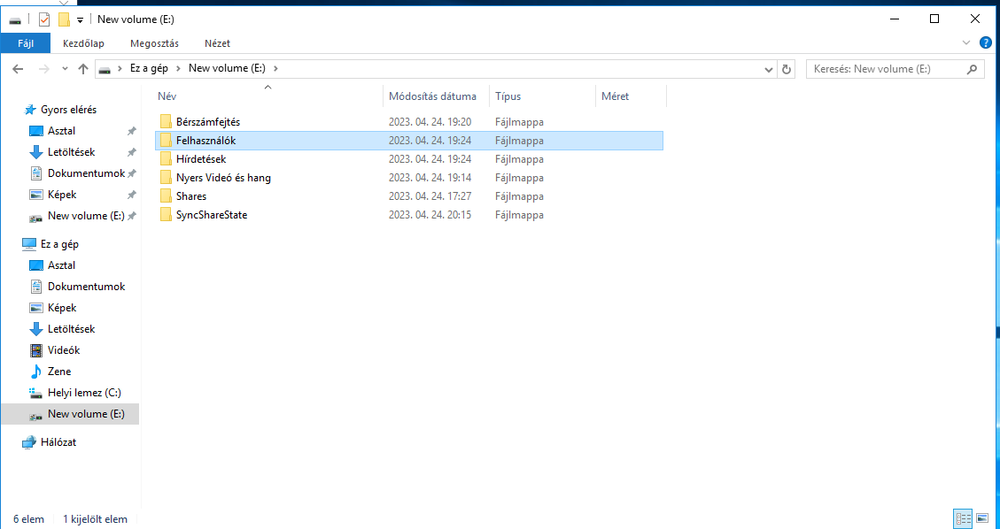 New volume (E:)
Fájl Kezdőlap Megosztás Nézet
Ez a gép New volume (E:)
Keresés: New volume (E:)
Név Módosítás dátuma Típus Méret
Gyors elérés
Asztal
Letöltések
Dokumentumok
Képek
New volume (E:)
Ez a gép
Asztal
Dokumentumok
Képek
Letöltések
Videók
Zene
Helyi lemez (C:)
New volume (E:)
Hálózat
Bérszámfejtés 2023. 04. 24. 19:20 Fájlmappa
Felhasználók 2023. 04. 24. 19:24 Fájlmappa
Hírdetések 2023. 04. 24. 19:24 Fájlmappa
Nyers Videó és hang 2023. 04. 24. 19:14 Fájlmappa
Shares 2023. 04. 24. 17:27 Fájlmappa
SyncShareState 2023. 04. 24. 20:15 Fájlmappa
6 elem 1 kijelölt elem